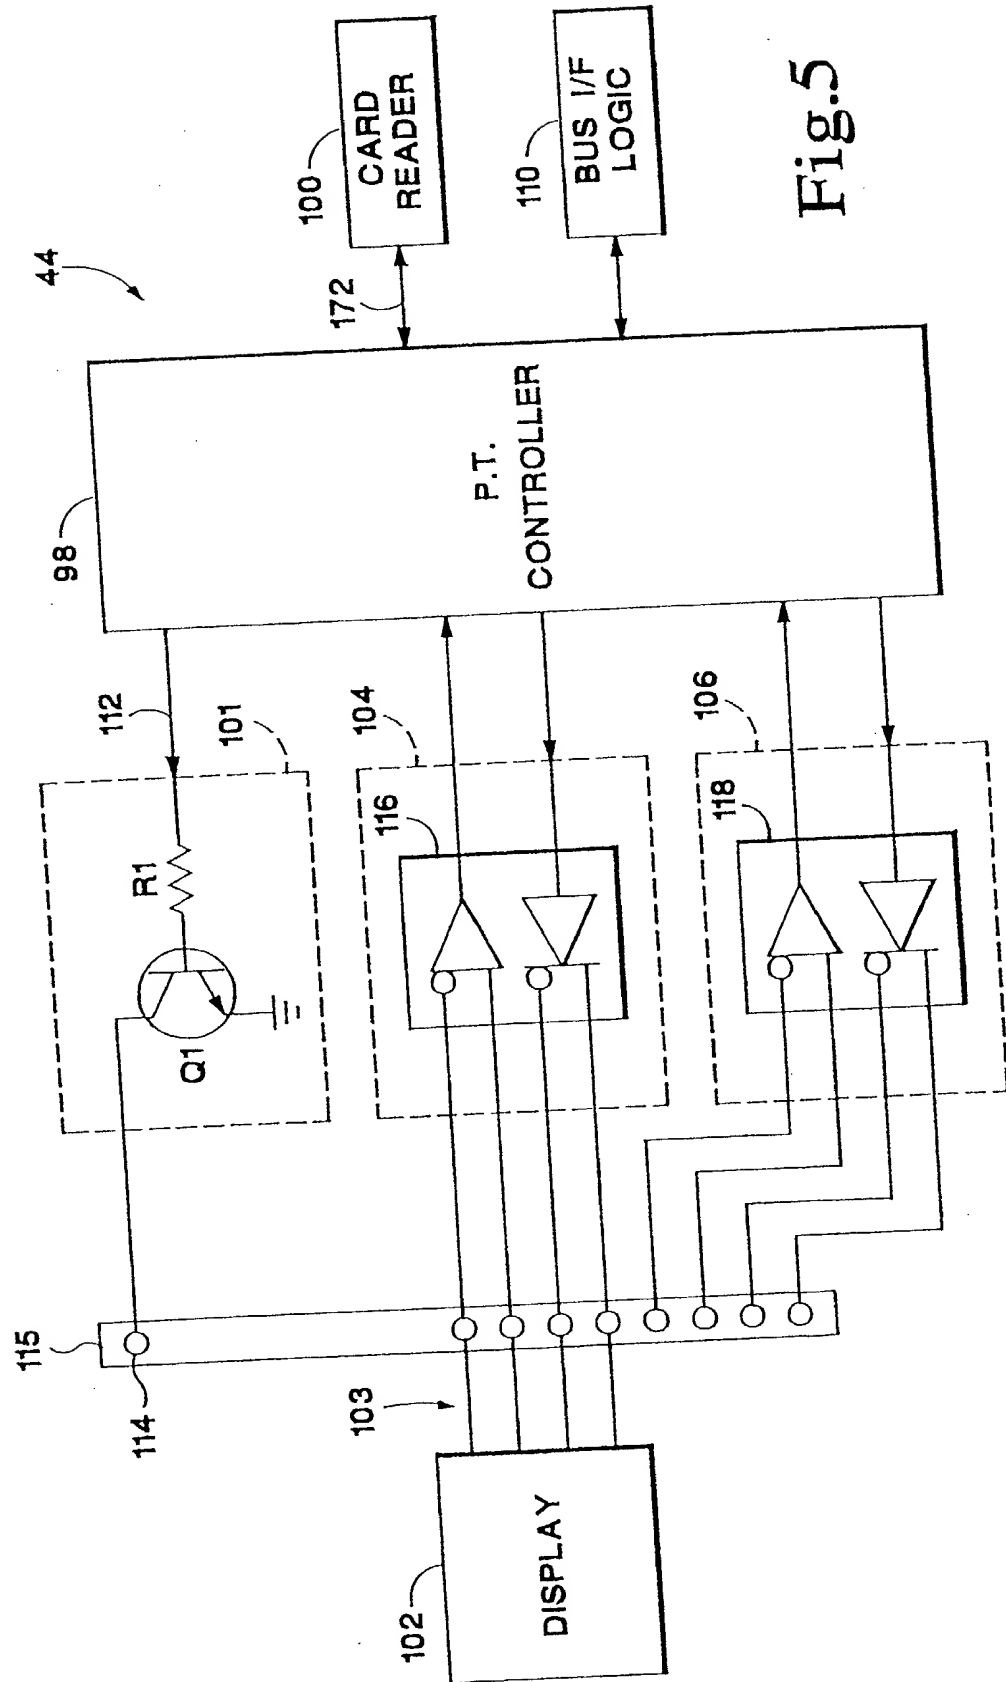 44
98
P.T.
CONTROLLER
100
CARD
READER
172
110
BUS I/F
LOGIC
112
101
R1
Q1
104
116
106
118
115
114
103
102
DISPLAY
Fig.5